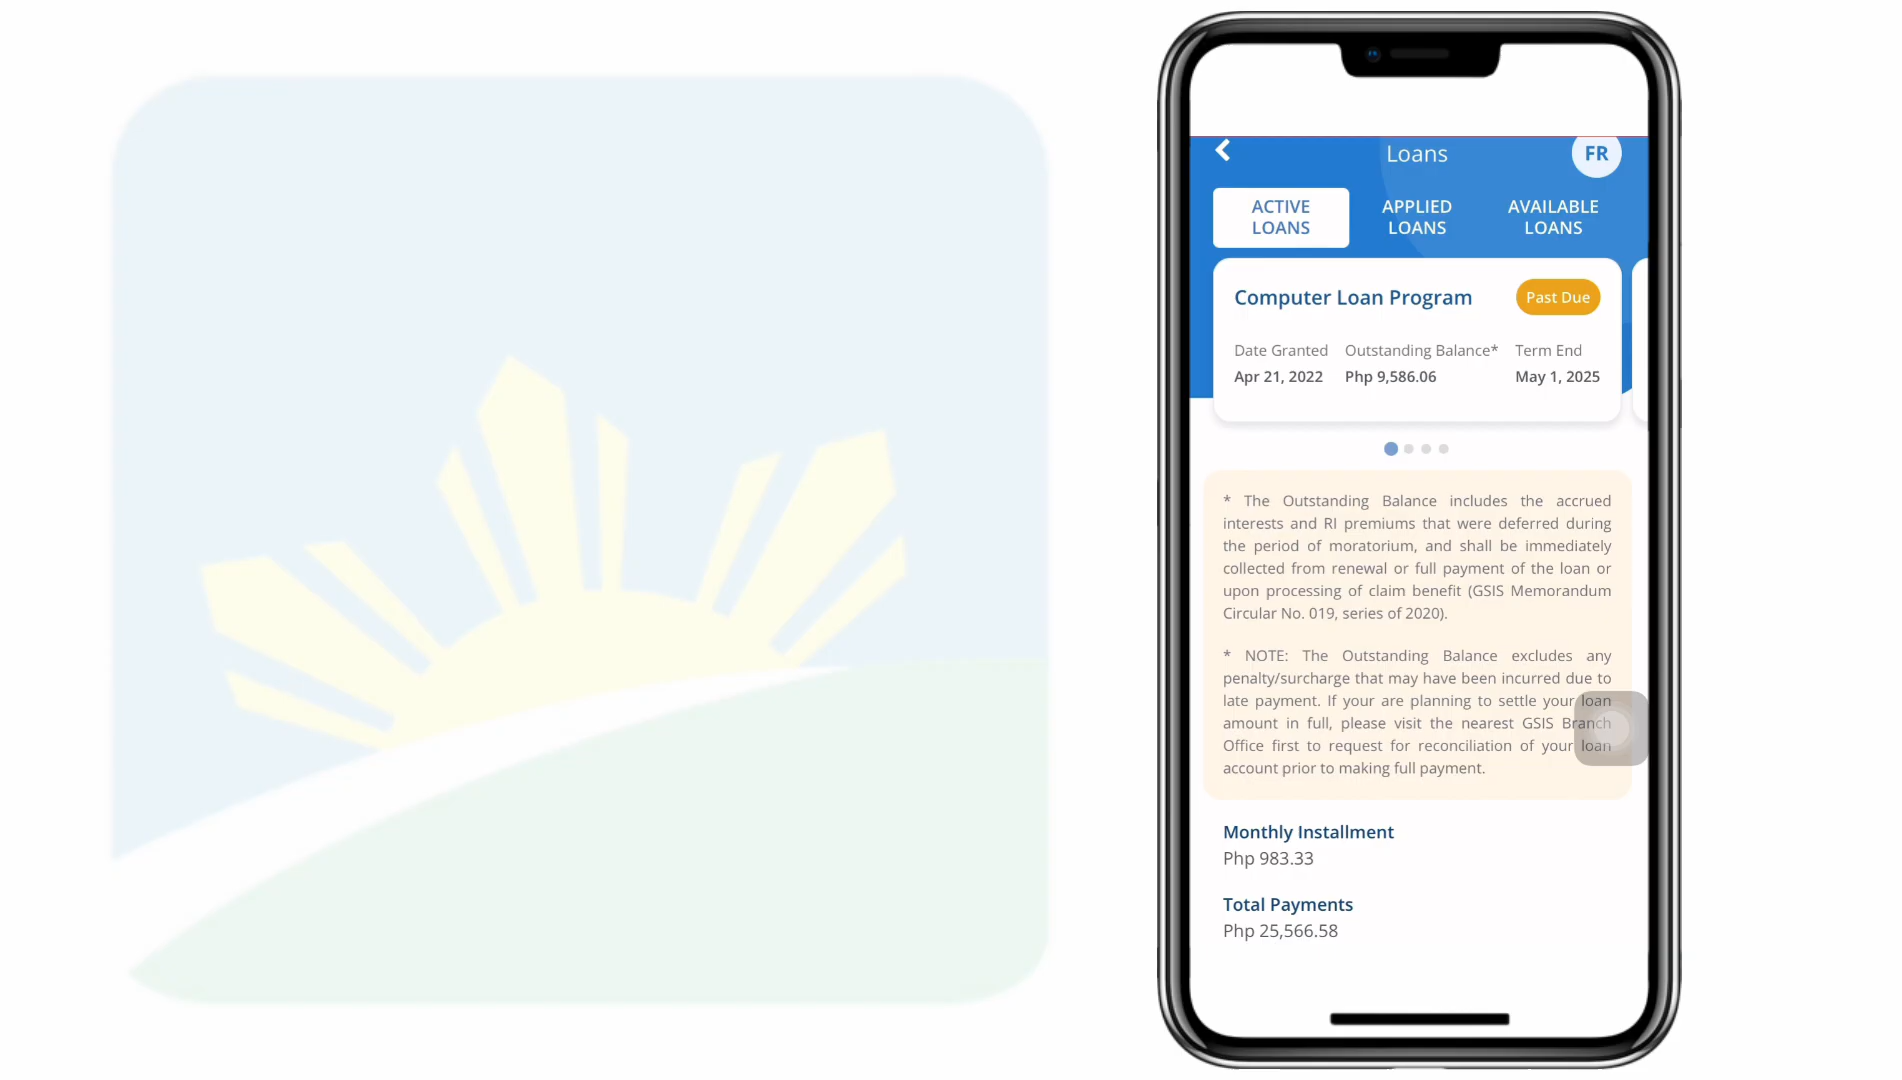 Loans
FR
ACTIVE
LOANS
APPLIED
LOANS
AVAILABLE
LOANS
Computer Loan Program
Past Due
Date Granted
Outstanding Balance*
Term End
Apr 21, 2022
Php 9,586.06
May 1, 2025
* The Outstanding Balance includes the accrued
interests and RI premiums that were deferred during
the period of moratorium, and shall be immediately
collected from renewal or full payment of the loan or
upon processing of claim benefit (GSIS Memorandum
Circular No. 019, series of 2020).
* NOTE: The Outstanding Balance excludes any
penalty/surcharge that may have been incurred due to
late payment. If your are planning to settle your loan
amount in full, please visit the nearest GSIS Branch
Office first to request for reconciliation of your loan
account prior to making full payment.
Monthly Installment
Php 983.33
Total Payments
Php 25,566.58